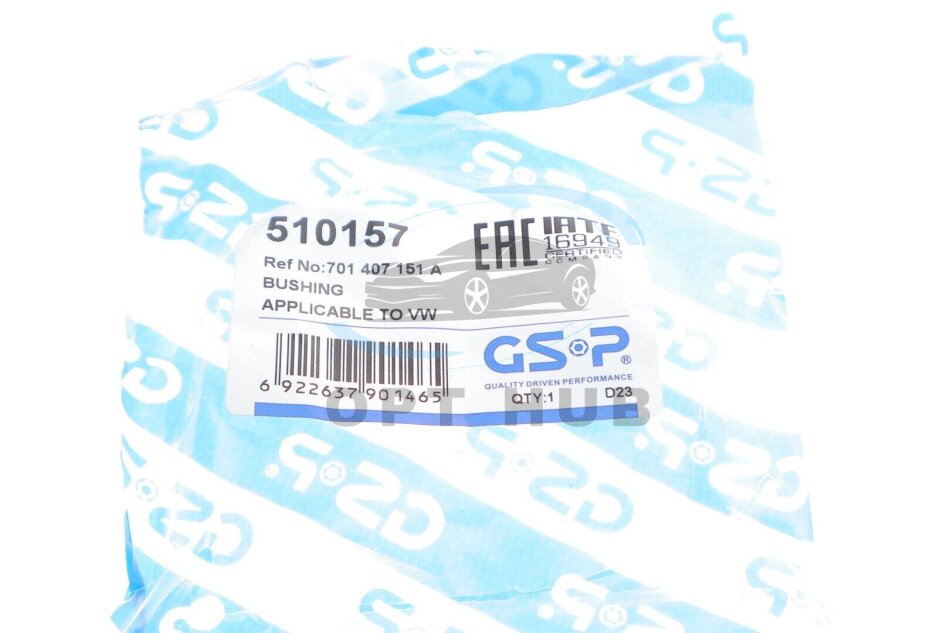 510157
EAC
IATF
16949
CERTIFIED
COMPANY
Ref No:701 407 151 A
BUSHING
APPLICABLE TO VW
GSP®
QUALITY DRIVEN PERFORMANCE
6 922637 901465
QTY:1 D23
OPT HUB